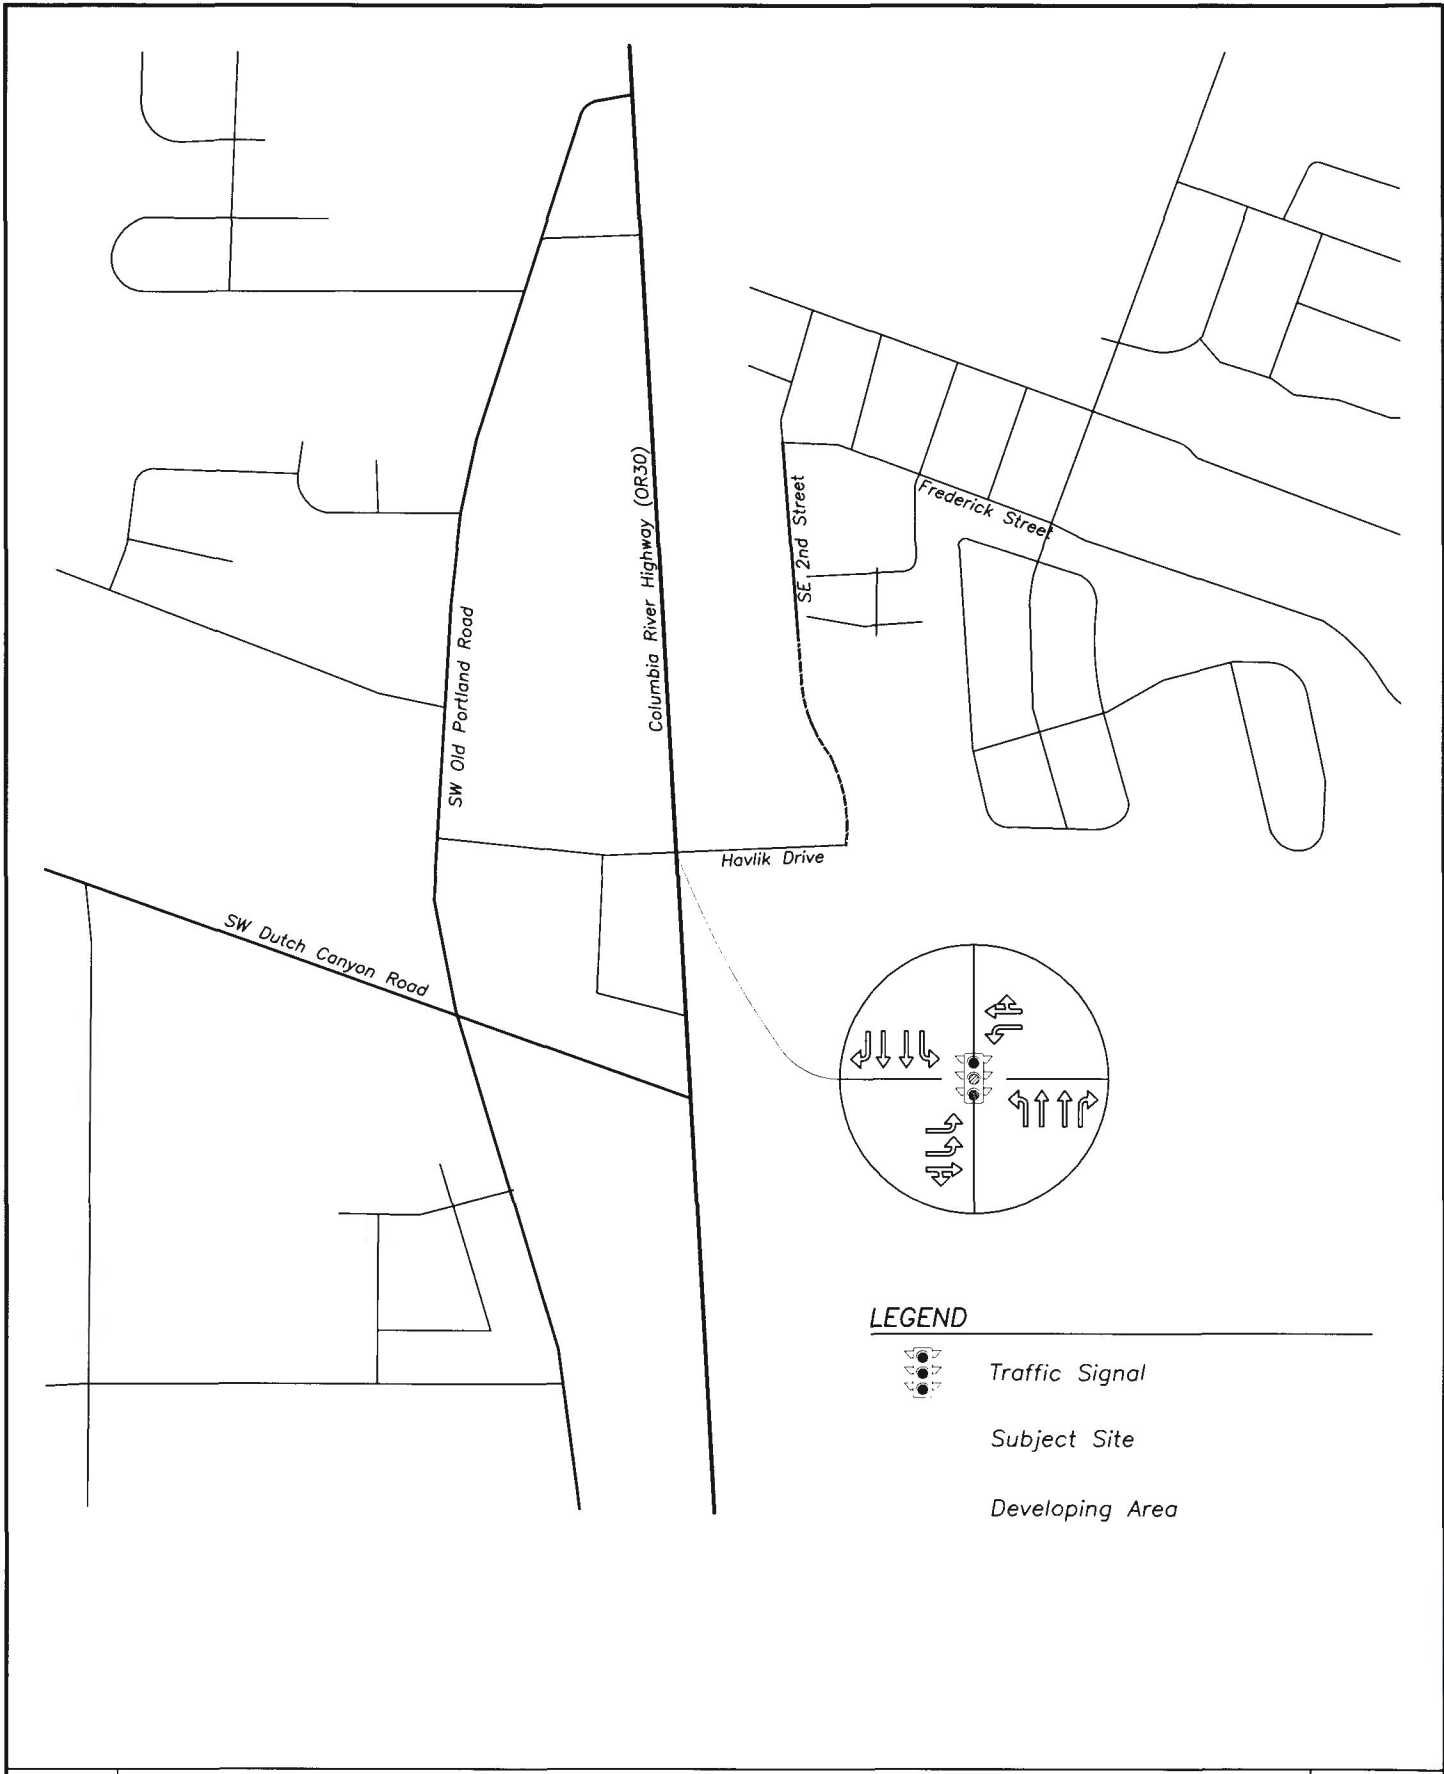 Columbia River Highway (OR30)
SE 2nd Street
Frederick Street
SW Old Portland Road
Havlik Drive
SW Dutch Canyon Road
LEGEND
Traffic Signal
Subject Site
Developing Area